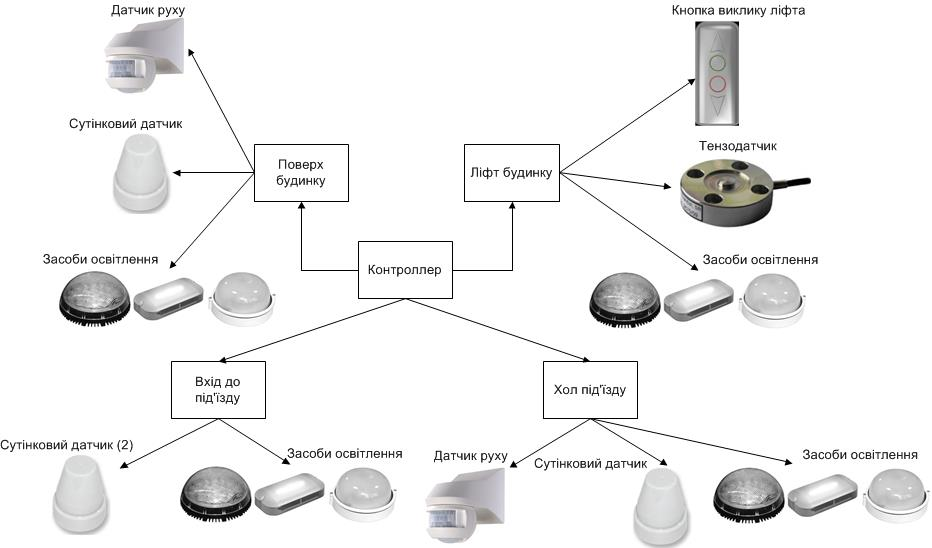 Датчик руху
Кнопка виклику ліфта
Сутінковий датчик
Тензодатчик
Поверх
будинку
Ліфт будинку
Засоби освітлення
Контроллер
Засоби освітлення
Вхід до
під'їзду
Хол під'їзду
Сутінковий датчик (2)
Засоби освітлення
Датчик руху
Сутінковий датчик
Засоби освітлення